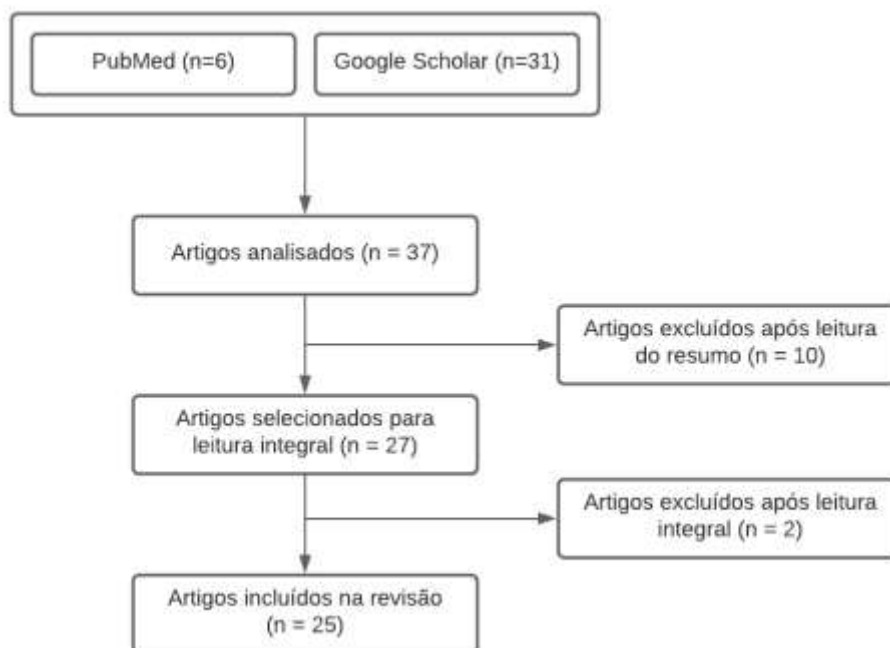 PubMed (n=6)
Google Scholar (n=31)
Artigos analisados (n = 37)
Artigos excluídos após leitura
do resumo (n = 10)
Artigos selecionados para
leitura integral (n = 27)
Artigos excluídos após leitura
integral (n = 2)
Artigos incluídos na revisão
(n = 25)